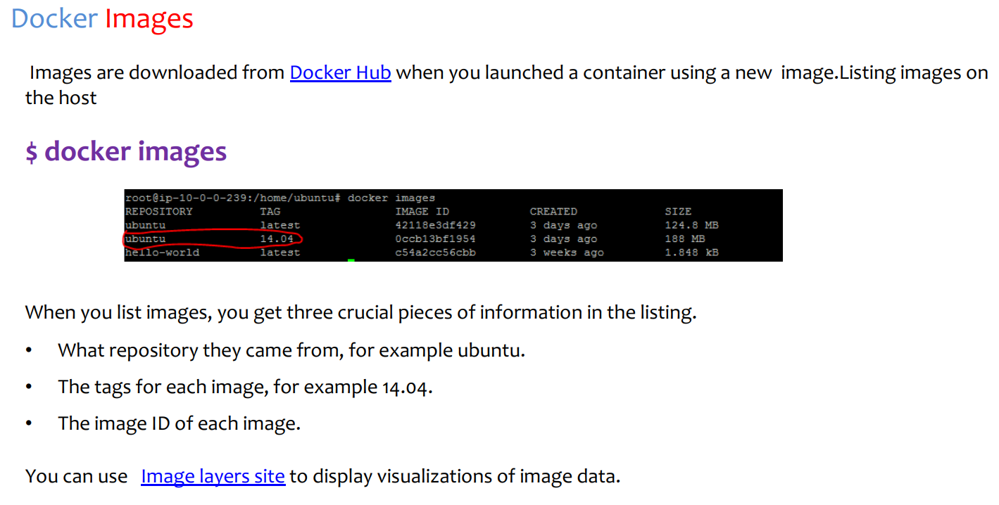 Docker Images
Images are downloaded from Docker Hub when you launched a container using a new image.Listing images on
the host
$ docker images
root@ip-10-0-0-239:/home/ubuntu# docker images
REPOSITORY TAG IMAGE ID CREATED SIZE
ubuntu latest 42118e3df429 3 days ago 124.8 MB
ubuntu 14.04 0ccb13bf1954 3 days ago 188 MB
hello-world latest c54a2cc56cbb 3 weeks ago 1.848 kB
When you list images, you get three crucial pieces of information in the listing.
• What repository they came from, for example ubuntu.
• The tags for each image, for example 14.04.
• The image ID of each image.
You can use Image layers site to display visualizations of image data.